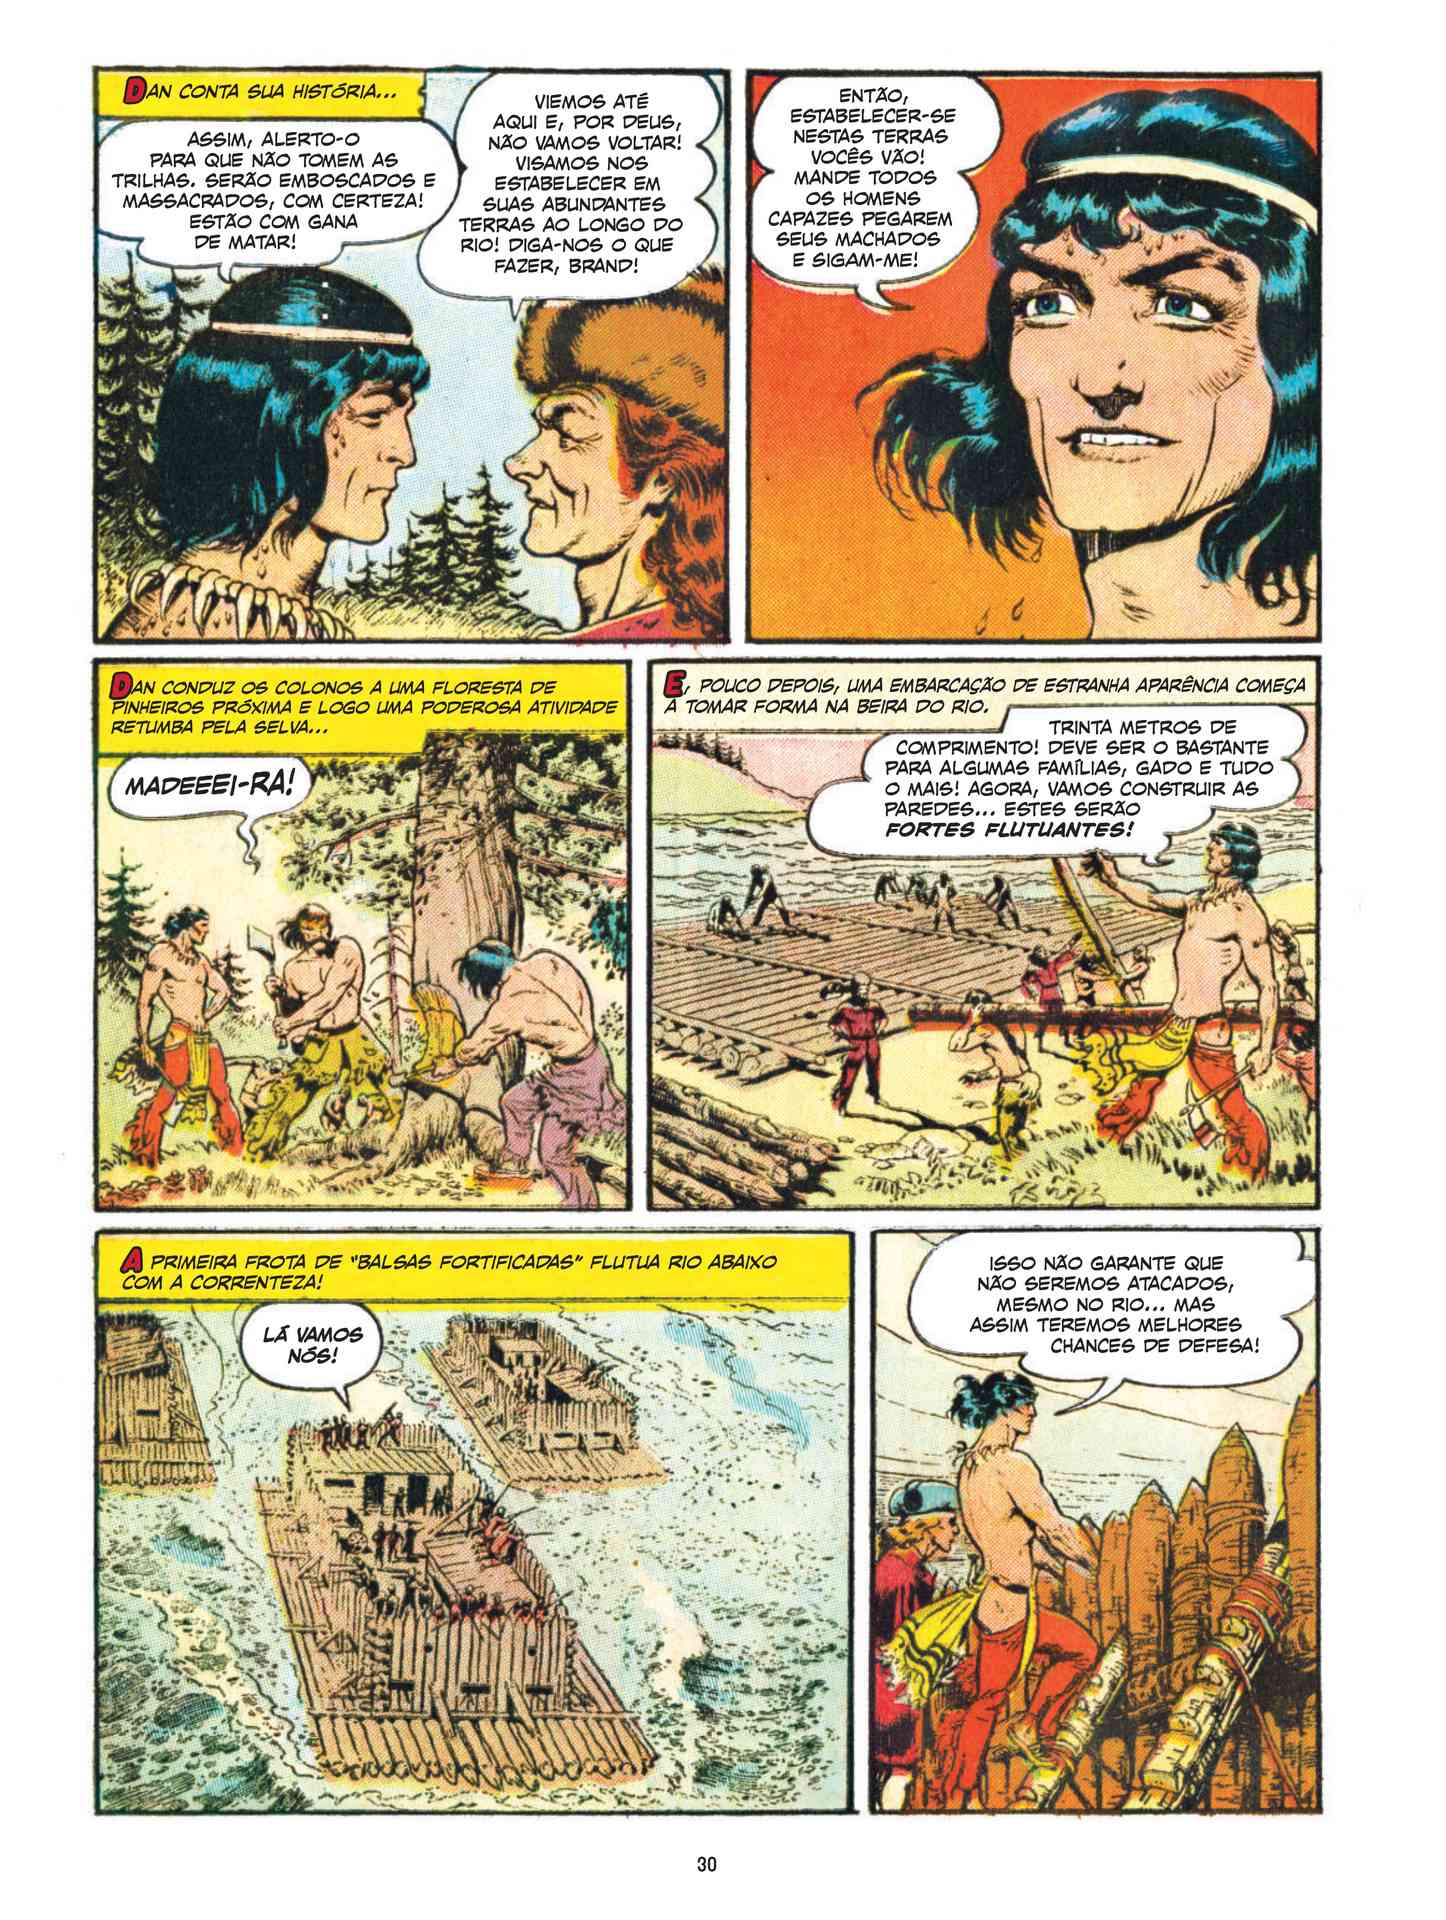 DAN CONTA SUA HISTÓRIA...
ASSIM, ALERTO-O
PARA QUE NÃO TOMEM AS
TRILHAS. SERÃO EMBOSCADOS E
MASSACRADOS, COM CERTEZA!
ESTÃO COM GANA
DE MATAR!
VIEMOS ATÉ
AQUI E, POR DEUS,
NÃO VAMOS VOLTAR!
VISAMOS NOS
ESTABELECER EM
SUAS ABUNDANTES
TERRAS AO LONGO DO
RIO! DIGA-NOS O QUE
FAZER, BRAND!
ENTÃO,
ESTABELECER-SE
NESTAS TERRAS
VOCÊS VÃO!
MANDE TODOS
OS HOMENS
CAPAZES PEGAREM
SEUS MACHADOS
E SIGAM-ME!
DAN CONDUZ OS COLONOS A UMA FLORESTA DE
PINHEIROS PRÓXIMA E LOGO UMA PODEROSA ATIVIDADE
RETUMBA PELA SELVA...
MADEEEI-RA!
E, POUCO DEPOIS, UMA EMBARCAÇÃO DE ESTRANHA APARÊNCIA COMEÇA
A TOMAR FORMA NA BEIRA DO RIO.
TRINTA METROS DE
COMPRIMENTO! DEVE SER O BASTANTE
PARA ALGUMAS FAMÍLIAS, GADO E TUDO
O MAIS! AGORA, VAMOS CONSTRUIR AS
PAREDES... ESTES SERÃO
FORTES FLUTUANTES!
A PRIMEIRA FROTA DE "BALSAS FORTIFICADAS" FLUTUA RIO ABAIXO
COM A CORRENTEZA!
LÁ VAMOS
NÓS!
ISSO NÃO GARANTE QUE
NÃO SEREMOS ATACADOS,
MESMO NO RIO... MAS
ASSIM TEREMOS MELHORES
CHANCES DE DEFESA!
30